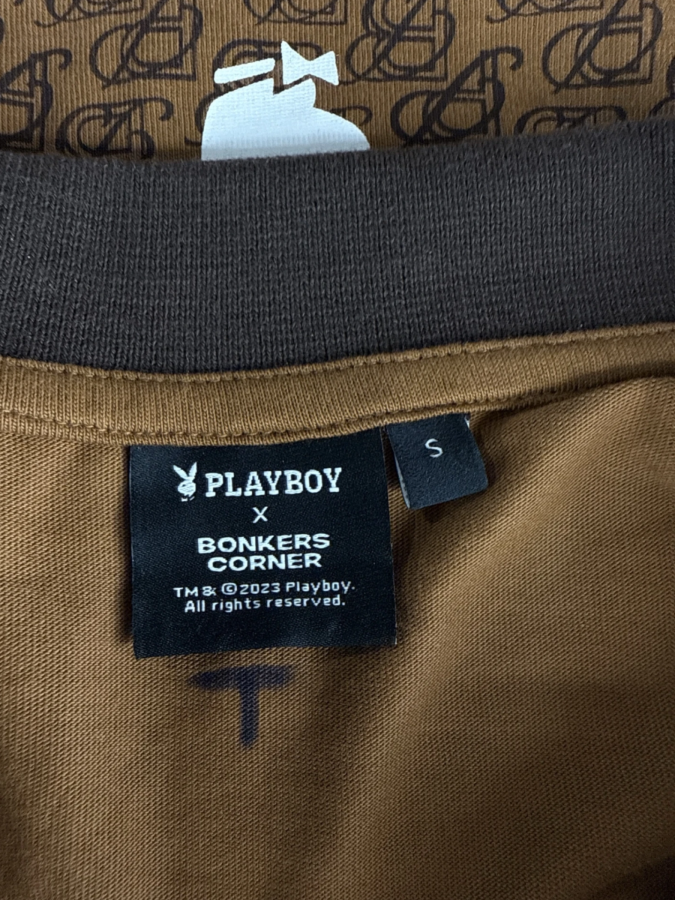 PLAYBOY
X
BONKERS
CORNER
TM & ©2023 Playboy.
All rights reserved.
S
T